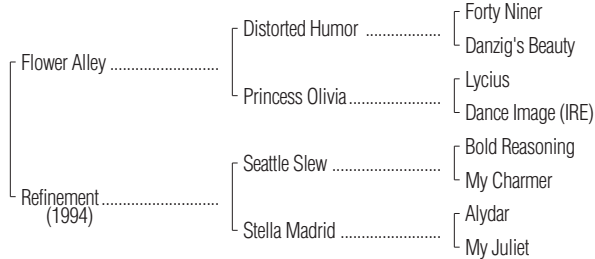 Forty Niner
Distorted Humor ..................
Danzig's Beauty
Flower Alley ..........................
Lycius
Princess Olivia......................
Dance Image (IRE)
Bold Reasoning
Seattle Slew ..........................
My Charmer
Refinement............................
(1994)
Alydar
Stella Madrid ........................
My Juliet